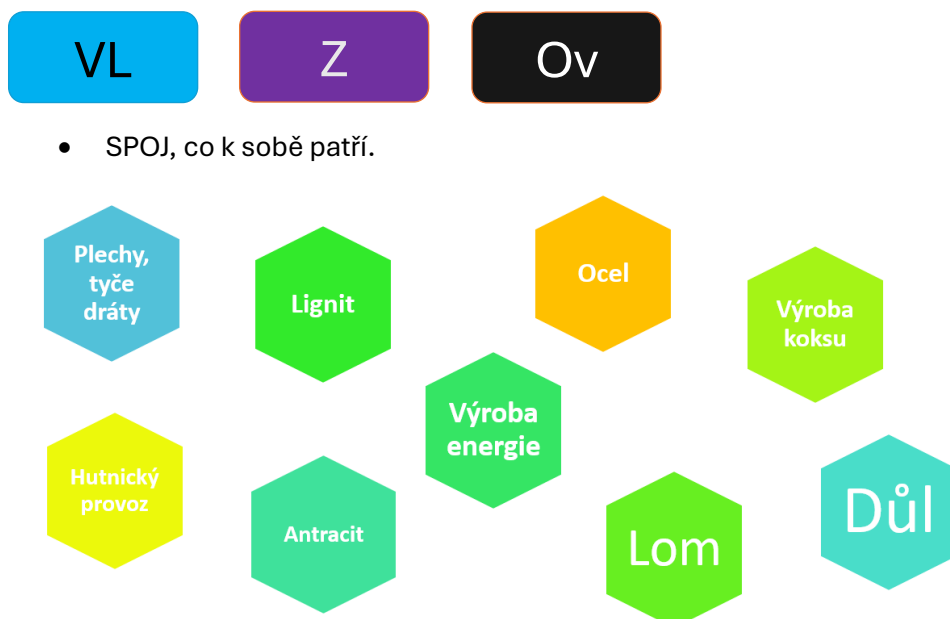 VL
Z
Ov
• SPOJ, co k sobě patří.
Plechy,
tyče
dráty
Lignit
Ocel
Výroba
koksu
Výroba
energie
Hutnický
provoz
Antracit
Lom
Důl